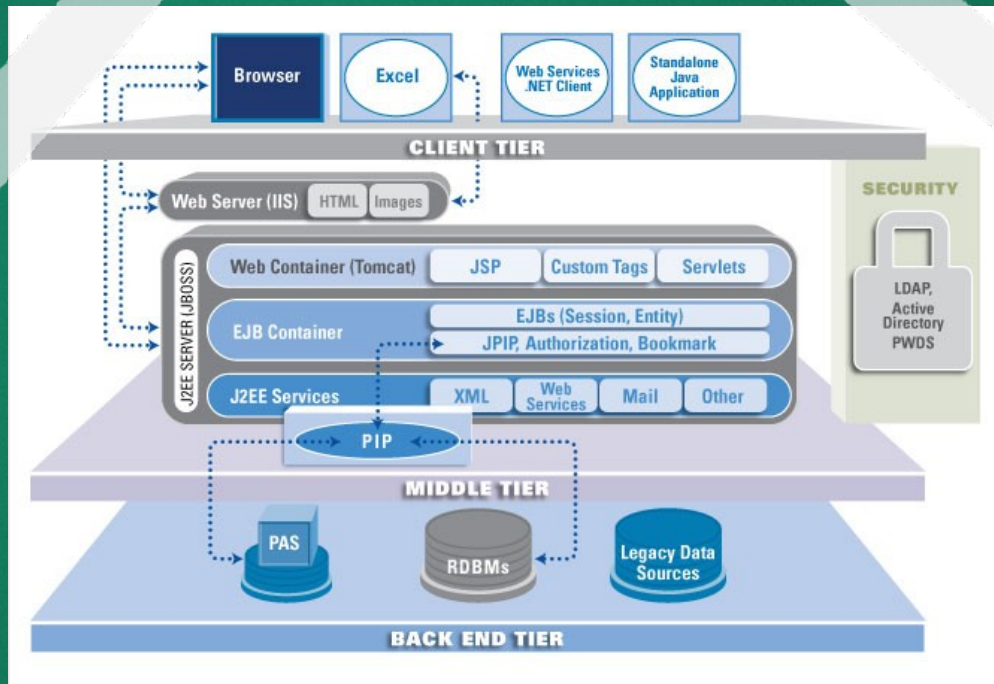 Browser
Excel
Web Services
.NET Client
Standalone
Java
Application
CLIENT TIER
Web Server (IIS)
HTML
Images
SECURITY
LDAP,
Active
Directory
PWDS
J2EE SERVER (JBOSS)
Web Container (Tomcat)
JSP
Custom Tags
Servlets
EJB Container
EJBs (Session, Entity)
JPIP, Authorization, Bookmark
J2EE Services
XML
Web
Services
Mail
Other
PIP
MIDDLE TIER
PAS
RDBMs
Legacy Data
Sources
BACK END TIER